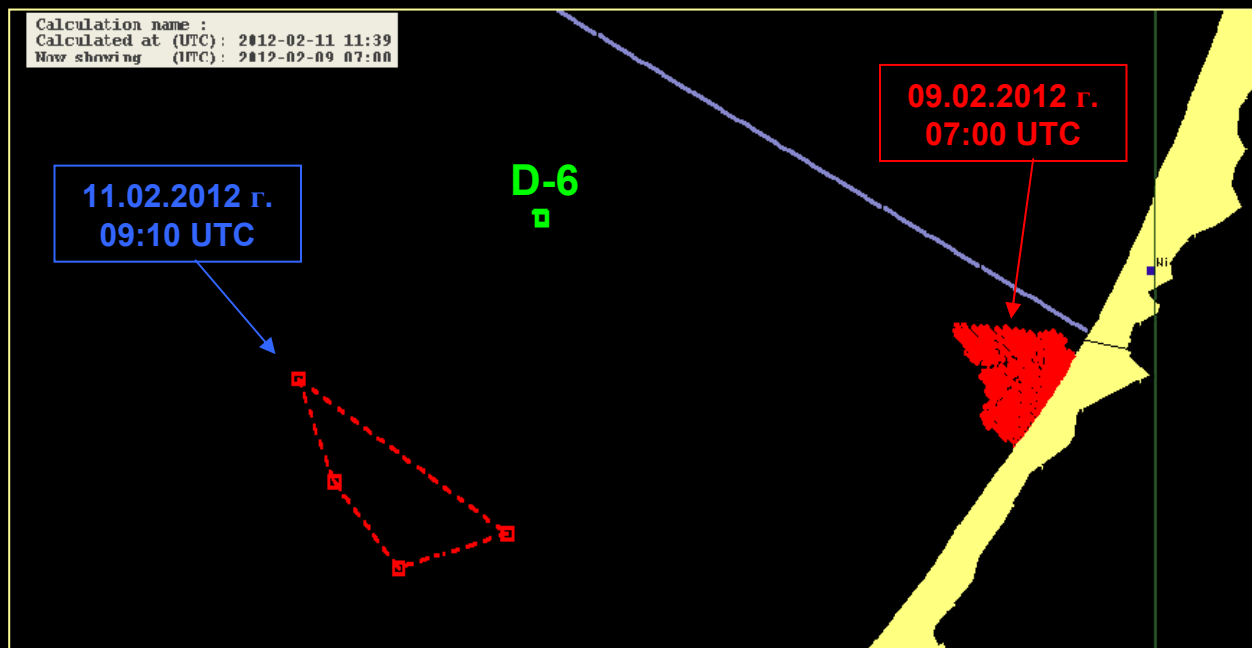 Calculation name :
Calculated at (UTC): 2012-02-11 11:39
Now showing (UTC): 2012-02-09 07:00
09.02.2012 г.
07:00 UTC
D-6
11.02.2012 г.
09:10 UTC
Ni